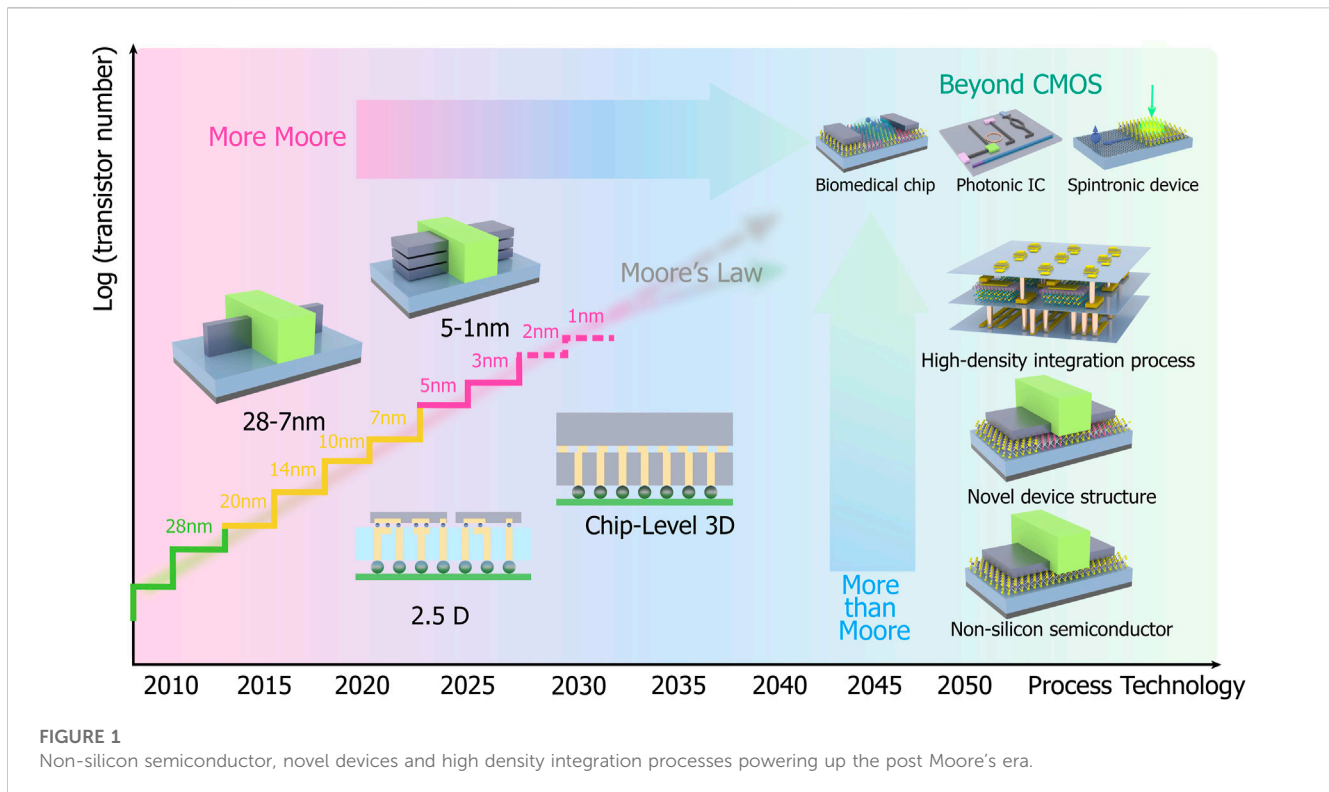 Log (transistor number)
More Moore
Beyond CMOS
Biomedical chip
Photonic IC
Spintronic device
Moore's Law
5-1nm
28-7nm
1nm
2nm
3nm
5nm
7nm
10nm
14nm
20nm
28nm
High-density integration process
Novel device structure
Non-silicon semiconductor
Chip-Level 3D
2.5 D
More
than
Moore
2010 2015 2020 2025 2030 2035 2040 2045 2050 Process Technology
FIGURE 1
Non-silicon semiconductor, novel devices and high density integration processes powering up the post Moore's era.